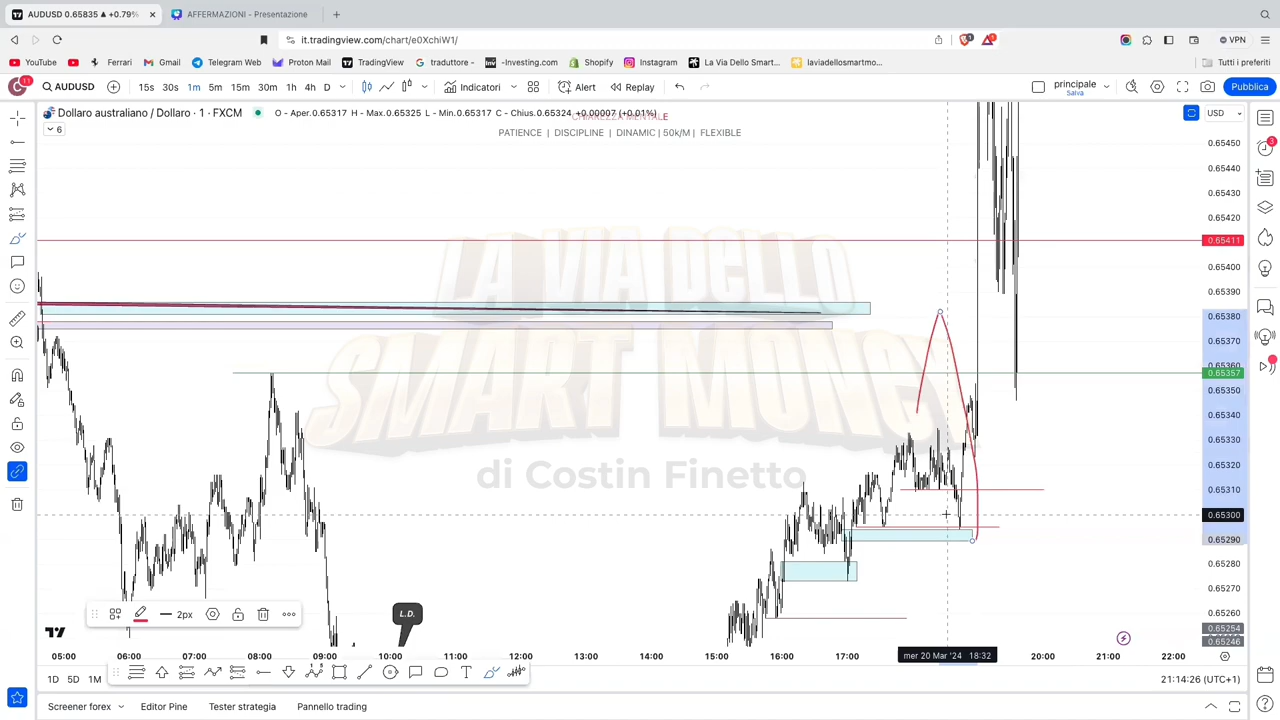 AUDUSD 0.65835 ▲ +0.79%
AFFERMAZIONI - Presentazione
it.tradingview.com/chart/e0XchiW1/
VPN
YouTube
Ferrari
Gmail
Telegram Web
Proton Mail
TradingView
traduttore -
-Investing.com
Shopify
Instagram
La Via Dello Smart...
laviadellosmartmo...
Tutti i preferiti
11
AUDUSD
15s 30s 1m 5m 15m 30m 1h 4h D
Indicatori
Alert
Replay
principale
Salva
Pubblica
Dollaro australiano / Dollaro · 1 · FXCM
O - Aper.0.65317 H - Max.0.65325 L - Min.0.65317 C - Chius.0.65324 +0.00007 (+0.01%)
6
PATIENCE | DISCIPLINE | DINAMIC | 50k/M | FLEXIBLE
USD
LA VIA DELLO
SMART MONEY
di Costin Finetto
0.65450
0.65440
0.65430
0.65420
0.65411
0.65400
0.65390
0.65380
0.65370
0.65360
0.65357
0.65350
0.65340
0.65330
0.65320
0.65310
0.65300
0.65290
0.65280
0.65270
0.65260
0.65254
0.65246
2px
L.D.
05:00 06:00 07:00 08:00 09:00 10:00 13:00 14:00 15:00 16:00 17:00 mer 20 Mar '24 18:32 20:00 21:00 22:00
5D 1M
1D
21:14:26 (UTC+1)
Screener forex
Editor Pine
Tester strategia
Pannello trading